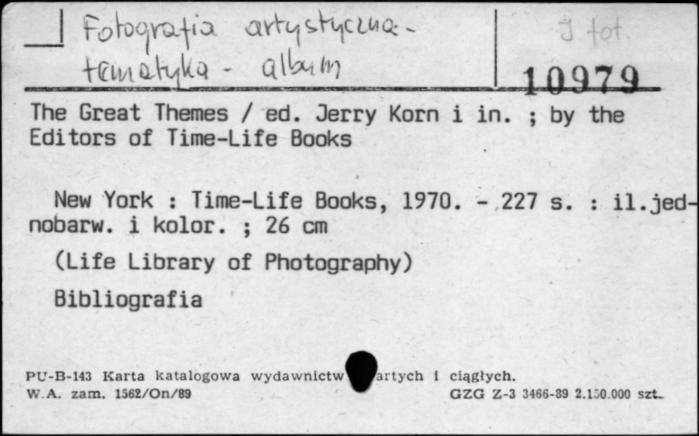 Fotografia artystyczna -
tematyka - album
J fot.
10979
The Great Themes / ed. Jerry Korn i in. ; by the
Editors of Time-Life Books
New York : Time-Life Books, 1970. - 227 s. : il.jed-
nobarw. i kolor. ; 26 cm
(Life Library of Photography)
Bibliografia
PU-B-143 Karta katalogowa wydawnictw artych i ciągłych.
W.A. zam. 1562/On/89 GZG Z-3 3466-89 2.150.000 szt.